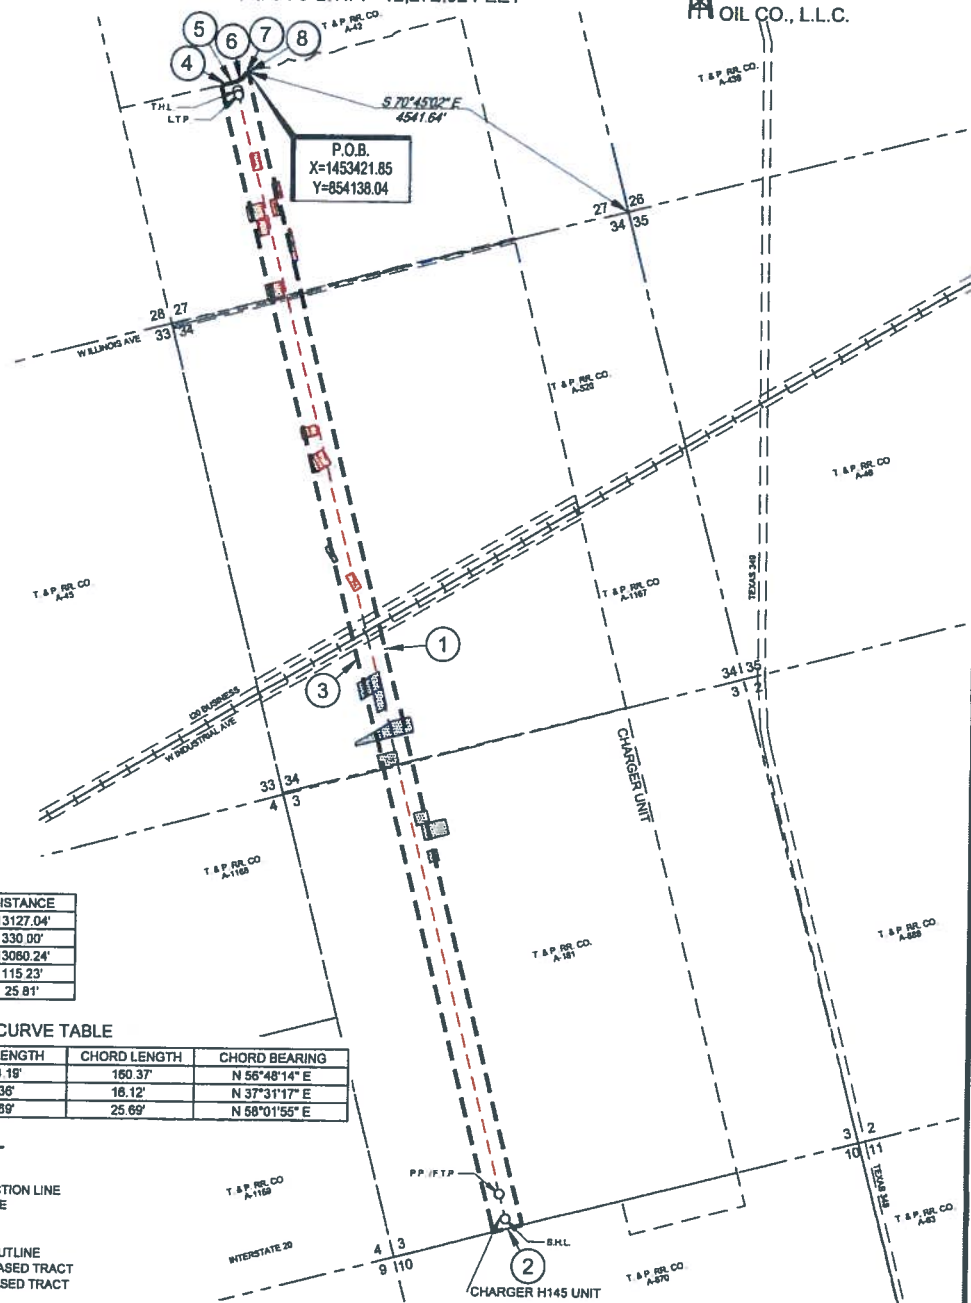 OIL CO., L.L.C.
T. & P. RR. CO.
A-42
5
6
7
8
4
T.H.L
L.T.P
S 70°45'02" E
4541.64'
P.O.B.
X=1453421.85
Y=854138.04
T. & P. RR. CO.
27
26
34
35
28
27
33
34
W ILLINOIS AVE
T. & P. RR. CO.
A-520
T. & P. RR. CO
T. & P. RR. CO
A-45
T. & P. RR. CO
A-1167
TEXAS 349
1
3
I20 BUSINESS
W INDUSTRIAL AVE
34
35
3
2
CHARGER UNIT
33
34
4
3
T. & P. RR. CO
A-1168
ISTANCE
3127.04'
330.00'
3060.24'
115.23'
25.81'
T. & P. RR. CO.
A-181
T. & P. RR. CO.
CURVE TABLE
ENGTH CHORD LENGTH CHORD BEARING
.19' 160.37' N 56°48'14" E
36' 16.12' N 37°31'17" E
69' 25.69' N 58°01'55" E
CTION LINE
E
UTLINE
ASED TRACT
SED TRACT
T. & P. RR. CO
A-1169
P.P./F.T.P
3
2
10
11
TEXAS 349
T. & P. RR. CO.
A-83
INTERSTATE 20
4
3
9
10
B.H.L.
2
CHARGER H145 UNIT
T. & P. RR. CO.
A-870